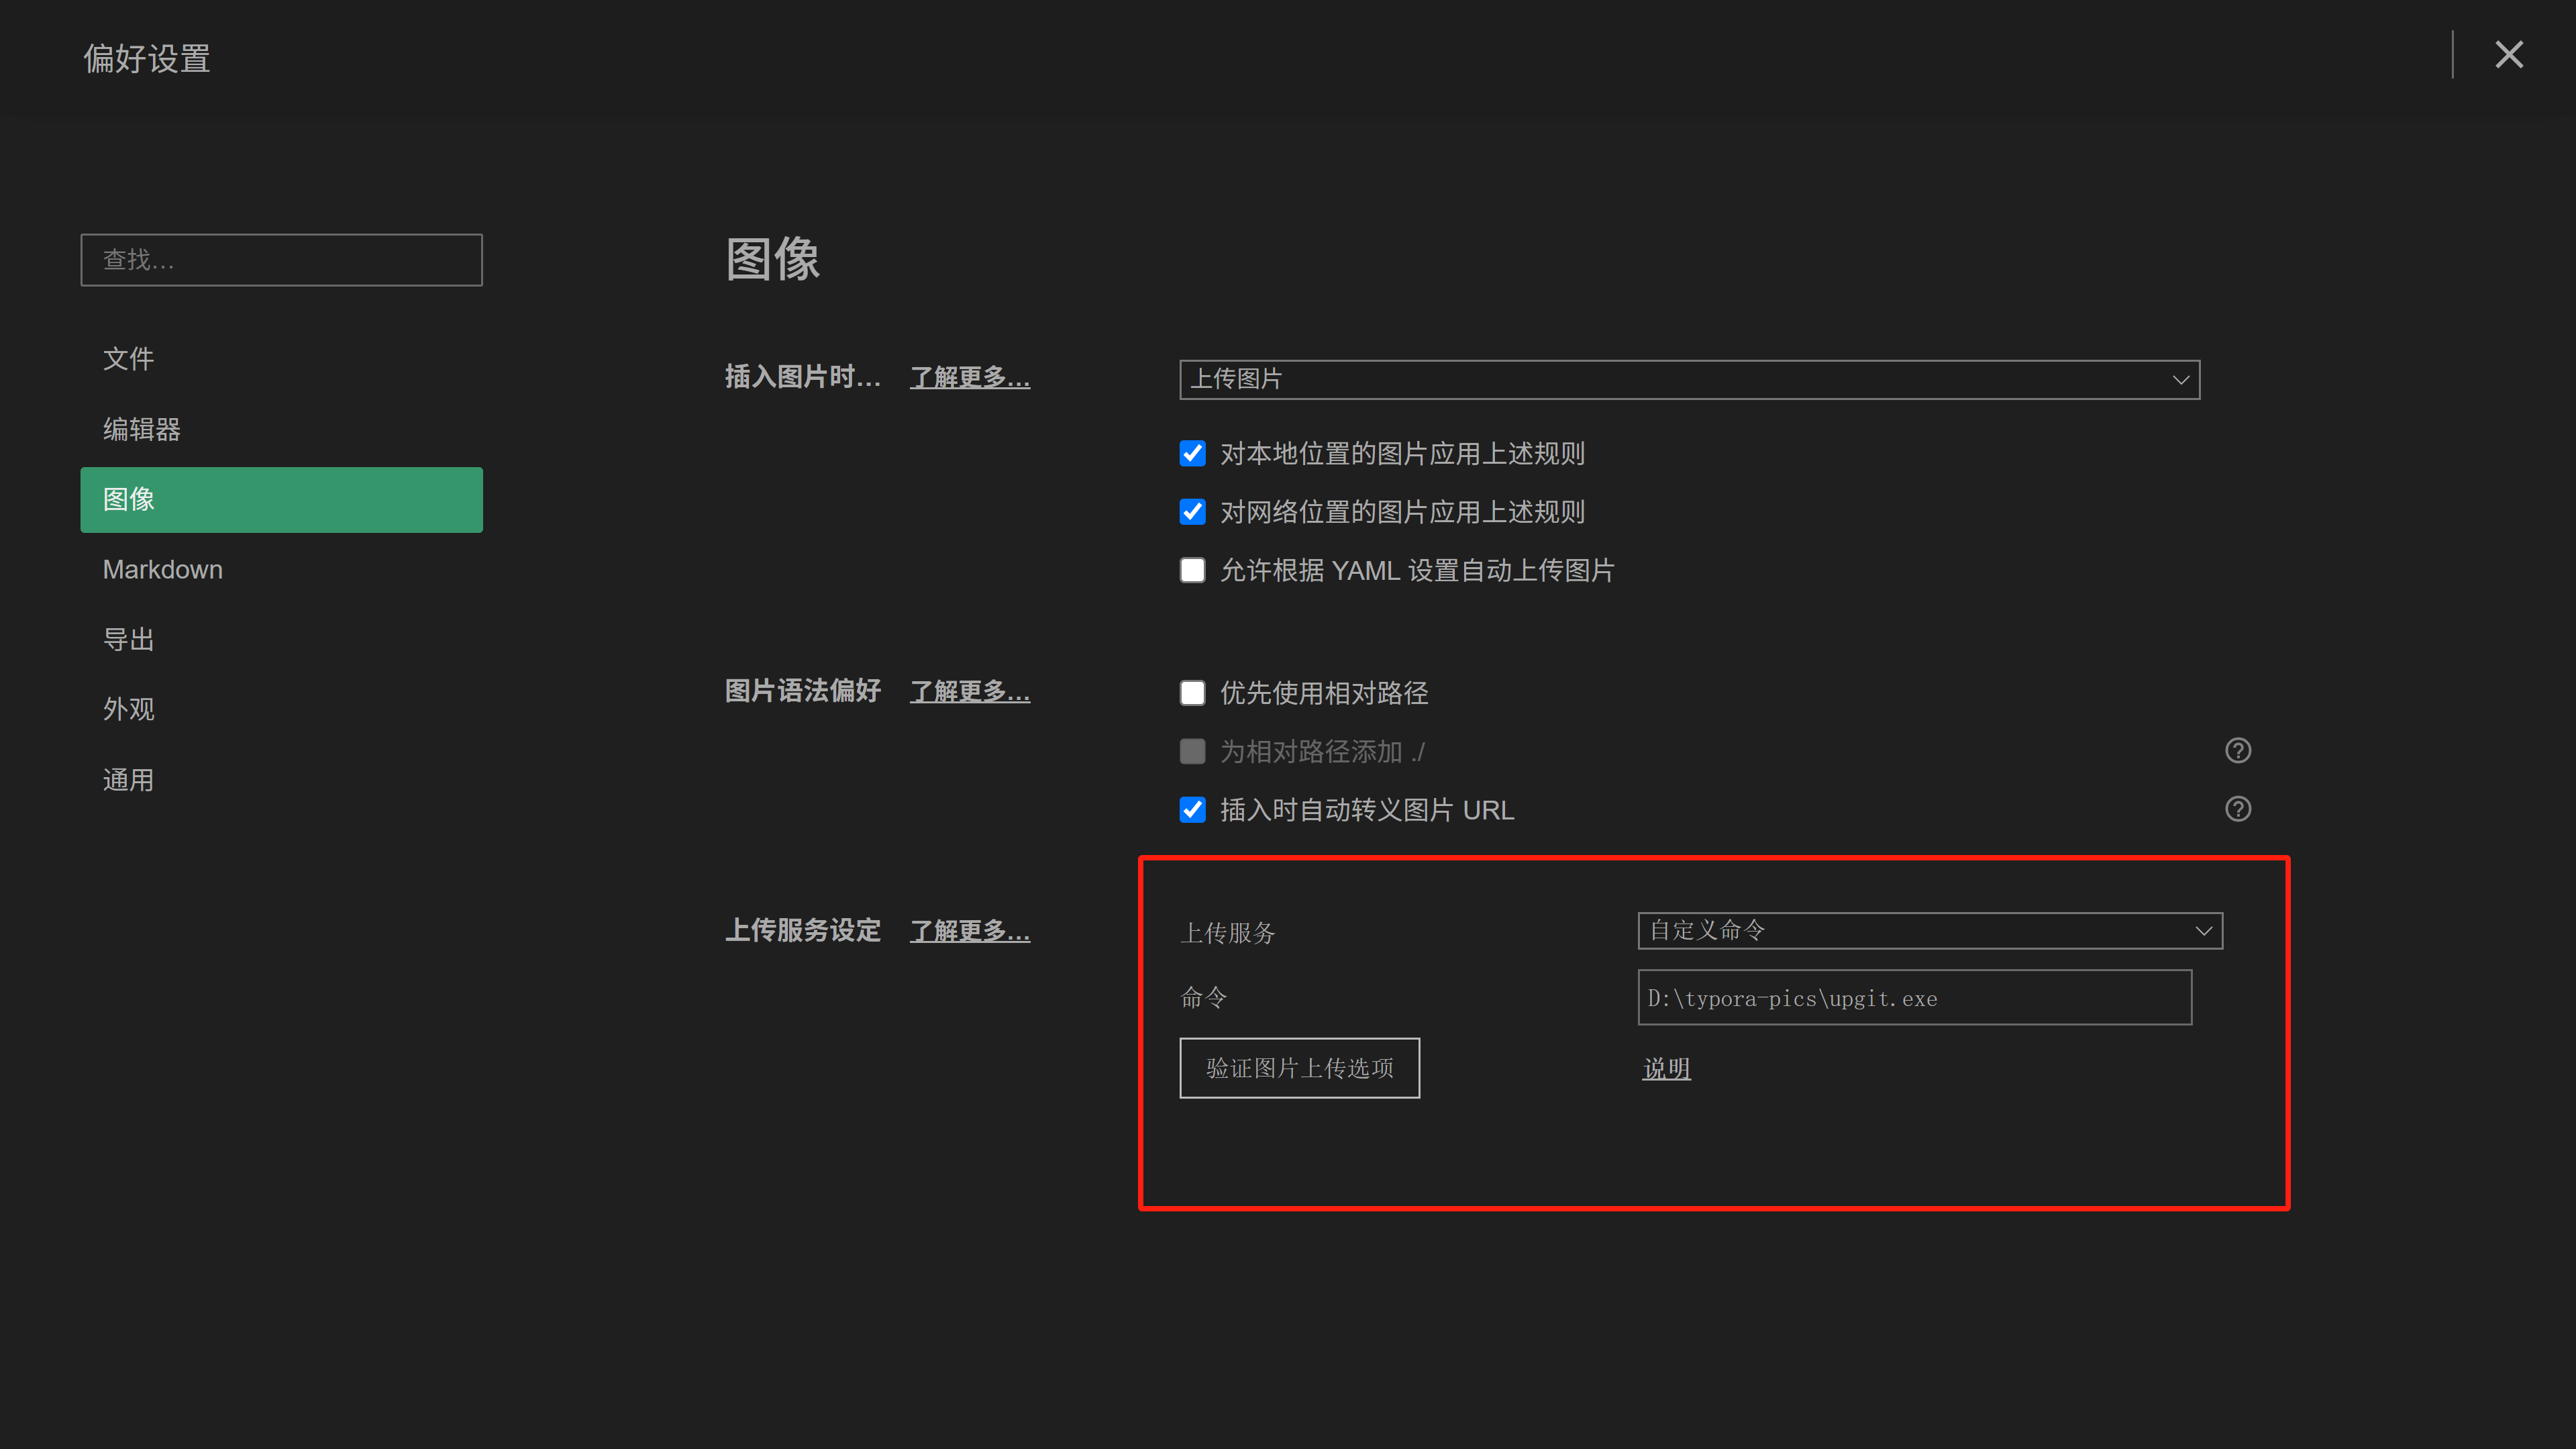 偏好设置
查找…
文件
编辑器
图像
Markdown
导出
外观
通用
图像
插入图片时… 了解更多…
上传图片
对本地位置的图片应用上述规则
对网络位置的图片应用上述规则
允许根据 YAML 设置自动上传图片
图片语法偏好 了解更多…
优先使用相对路径
为相对路径添加 ./
插入时自动转义图片 URL
上传服务设定 了解更多…
上传服务 自定义命令
命令 D:\typora-pics\upgit.exe
验证图片上传选项 说明